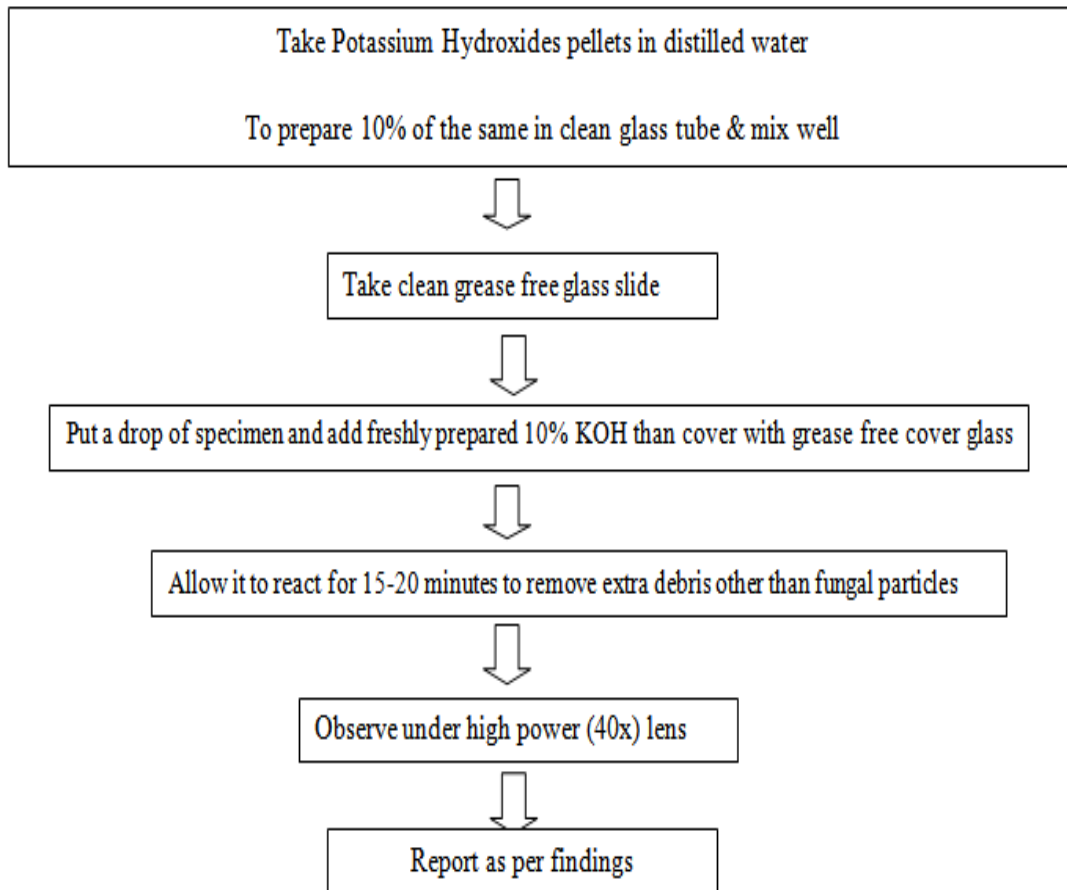 Take Potassium Hydroxides pellets in distilled water
To prepare 10% of the same in clean glass tube & mix well
Take clean grease free glass slide
Put a drop of specimen and add freshly prepared 10% KOH than cover with grease free cover glass
Allow it to react for 15-20 minutes to remove extra debris other than fungal particles
Observe under high power (40x) lens
Report as per findings